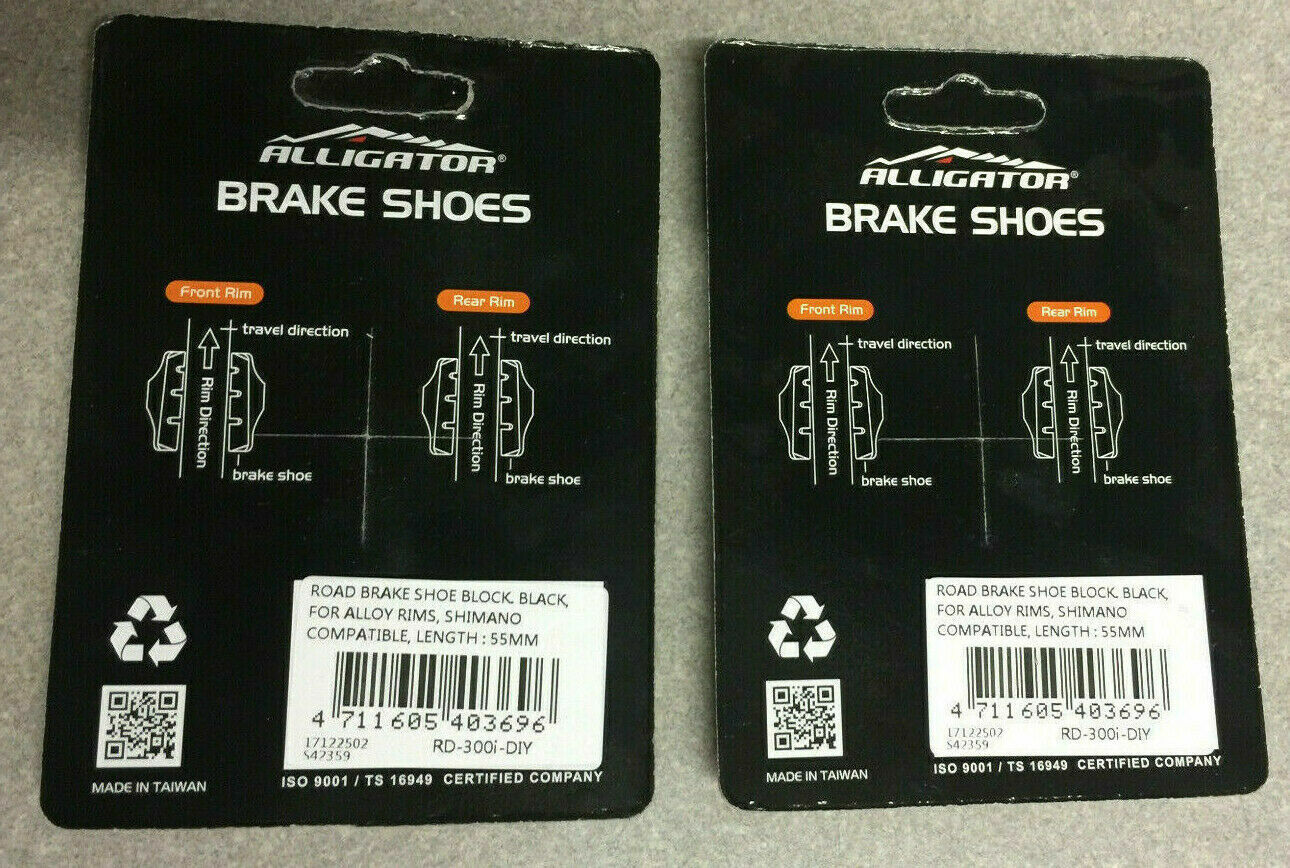 ALLIGATOR®
BRAKE SHOES
Front Rim
Rear Rim
travel direction
travel direction
Rim Direction
Rim Direction
brake shoe
brake shoe
ROAD BRAKE SHOE BLOCK. BLACK,
FOR ALLOY RIMS, SHIMANO
COMPATIBLE, LENGTH : 55MM
4 711605 403696
17122502
S42359
RD-300i-DIY
MADE IN TAIWAN
ISO 9001 / TS 16949 CERTIFIED COMPANY
ALLIGATOR®
BRAKE SHOES
Front Rim
Rear Rim
travel direction
travel direction
Rim Direction
Rim Direction
brake shoe
brake shoe
ROAD BRAKE SHOE BLOCK. BLACK,
FOR ALLOY RIMS, SHIMANO
COMPATIBLE, LENGTH : 55MM
4 711605 403696
17122502
S42359
RD-300i-DIY
MADE IN TAIWAN
ISO 9001 / TS 16949 CERTIFIED COMPANY